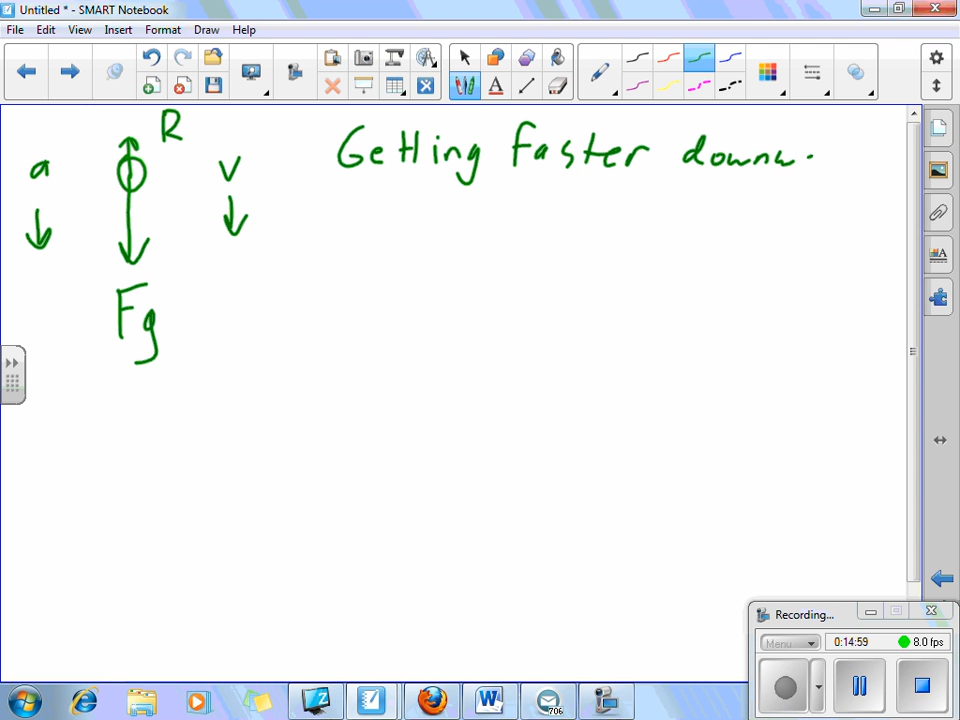 Untitled * - SMART Notebook
File Edit View Insert Format Draw Help
R
a
v
Getting faster downw.
Fg
Recording...
Menu
0:14:59
8.0 fps
706